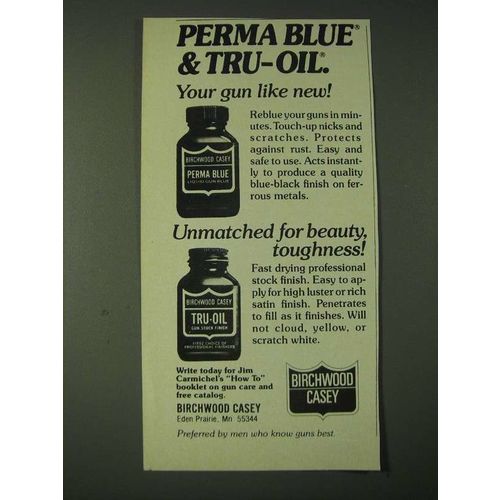 PERMA BLUE®
& TRU-OIL®
Your gun like new!
Reblue your guns in min-
utes. Touch-up nicks and
scratches. Protects
against rust. Easy and
safe to use. Acts instant-
ly to produce a quality
blue-black finish on fer-
rous metals.
BIRCHWOOD CASEY
PERMA BLUE
LIQUID GUN BLUE
Unmatched for beauty,
toughness!
Fast drying professional
stock finish. Easy to ap-
ply for high luster or rich
satin finish. Penetrates
to fill as it finishes. Will
not cloud, yellow, or
scratch white.
BIRCHWOOD CASEY
TRU-OIL
GUN STOCK FINISH
FIRST CHOICE OF
PROFESSIONAL FINISHERS
Write today for Jim
Carmichel's "How To"
booklet on gun care and
free catalog.
BIRCHWOOD CASEY
Eden Prairie, Mn 55344
BIRCHWOOD
CASEY
Preferred by men who know guns best.